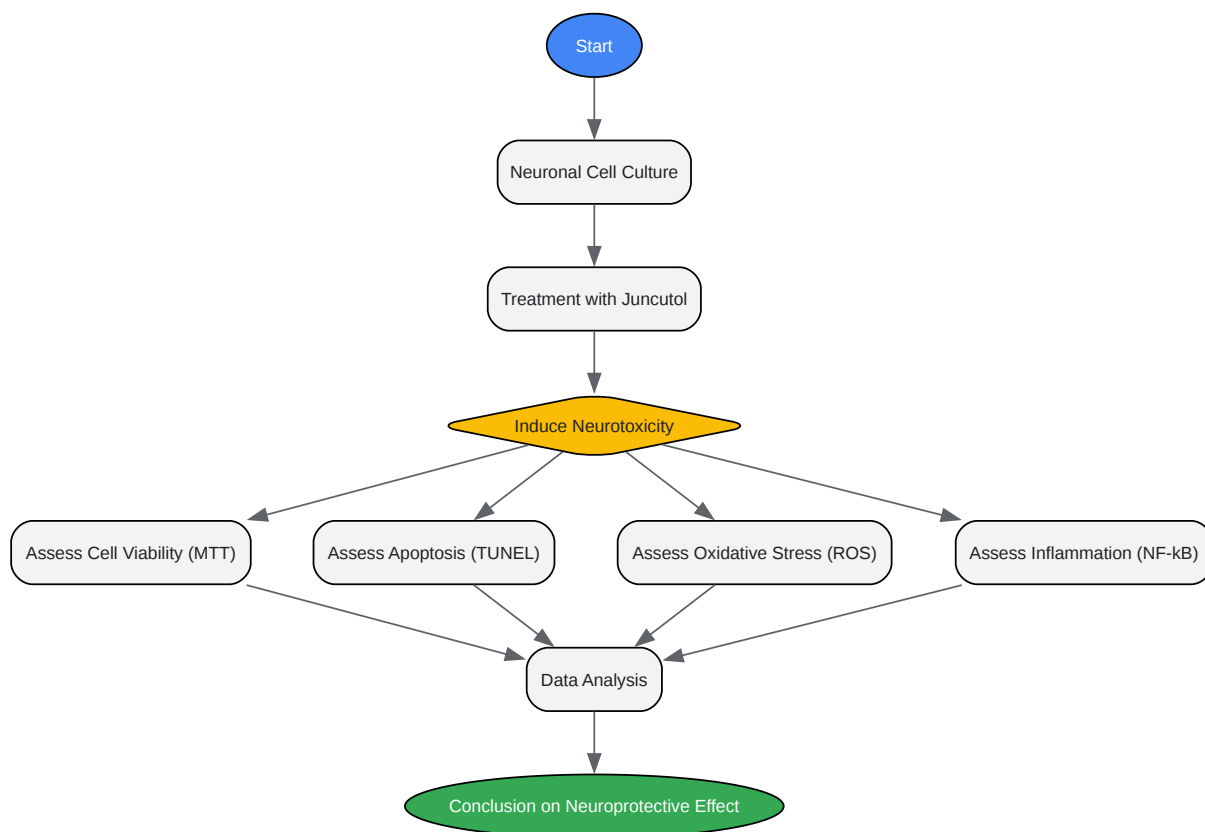 Start
Neuronal Cell Culture
Treatment with Juncutol
Induce Neurotoxicity
Assess Cell Viability (MTT)
Assess Apoptosis (TUNEL)
Assess Oxidative Stress (ROS)
Assess Inflammation (NF-kB)
Data Analysis
Conclusion on Neuroprotective Effect